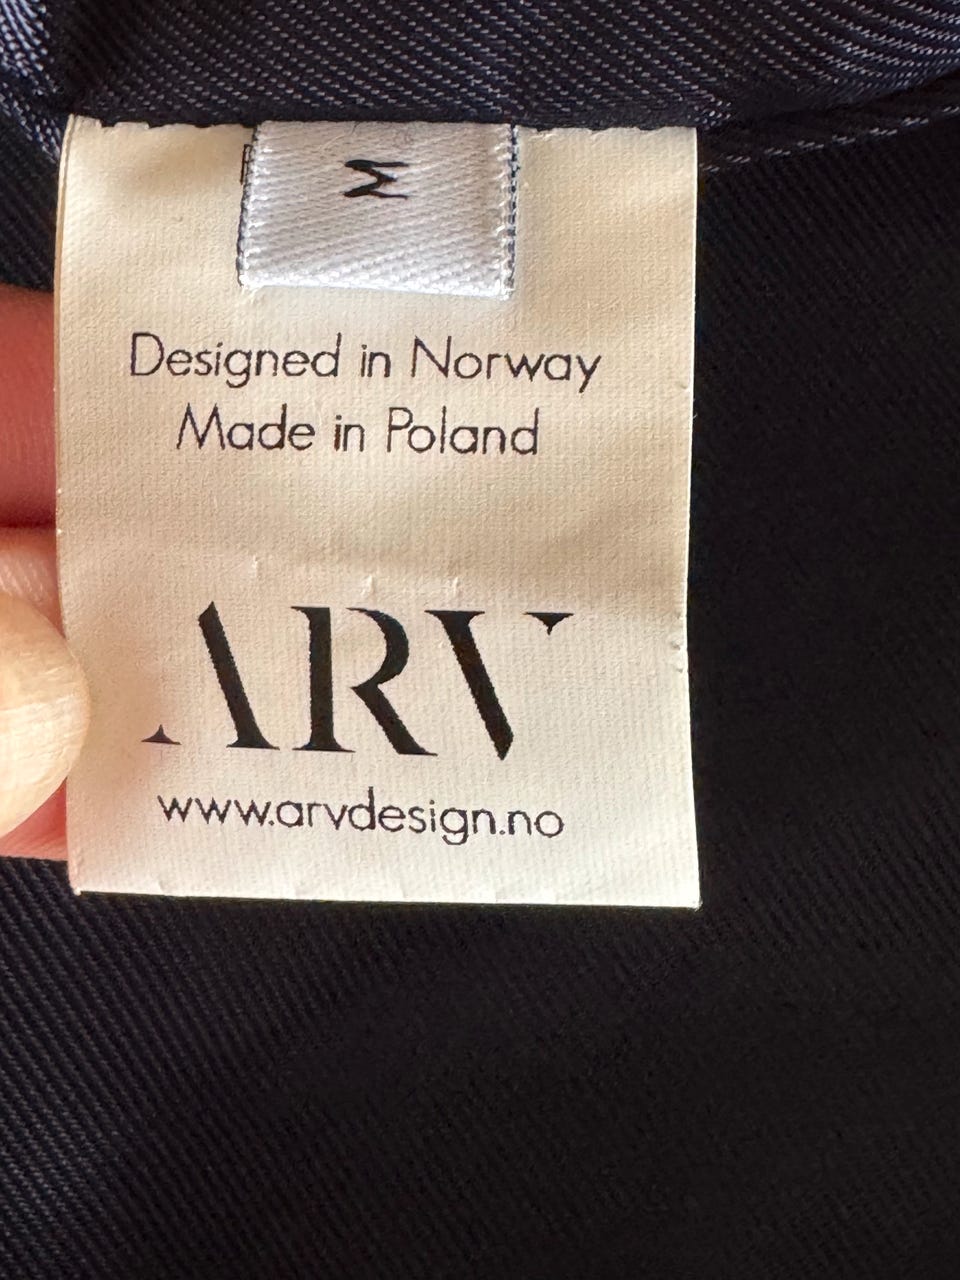 M
Designed in Norway
Made in Poland
ARV
www.arvdesign.no